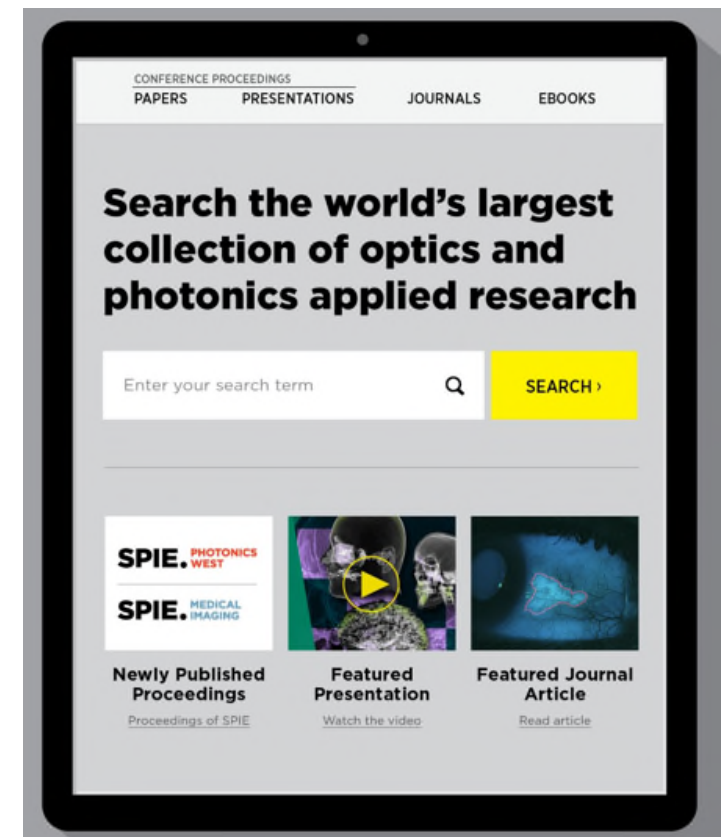 CONFERENCE PROCEEDINGS
PAPERS PRESENTATIONS JOURNALS EBOOKS
Search the world's largest
collection of optics and
photonics applied research
Enter your search term SEARCH ›
SPIE. PHOTONICS WEST
SPIE. MEDICAL IMAGING
Newly Published
Proceedings
Proceedings of SPIE
Featured
Presentation
Watch the video
Featured Journal
Article
Read article